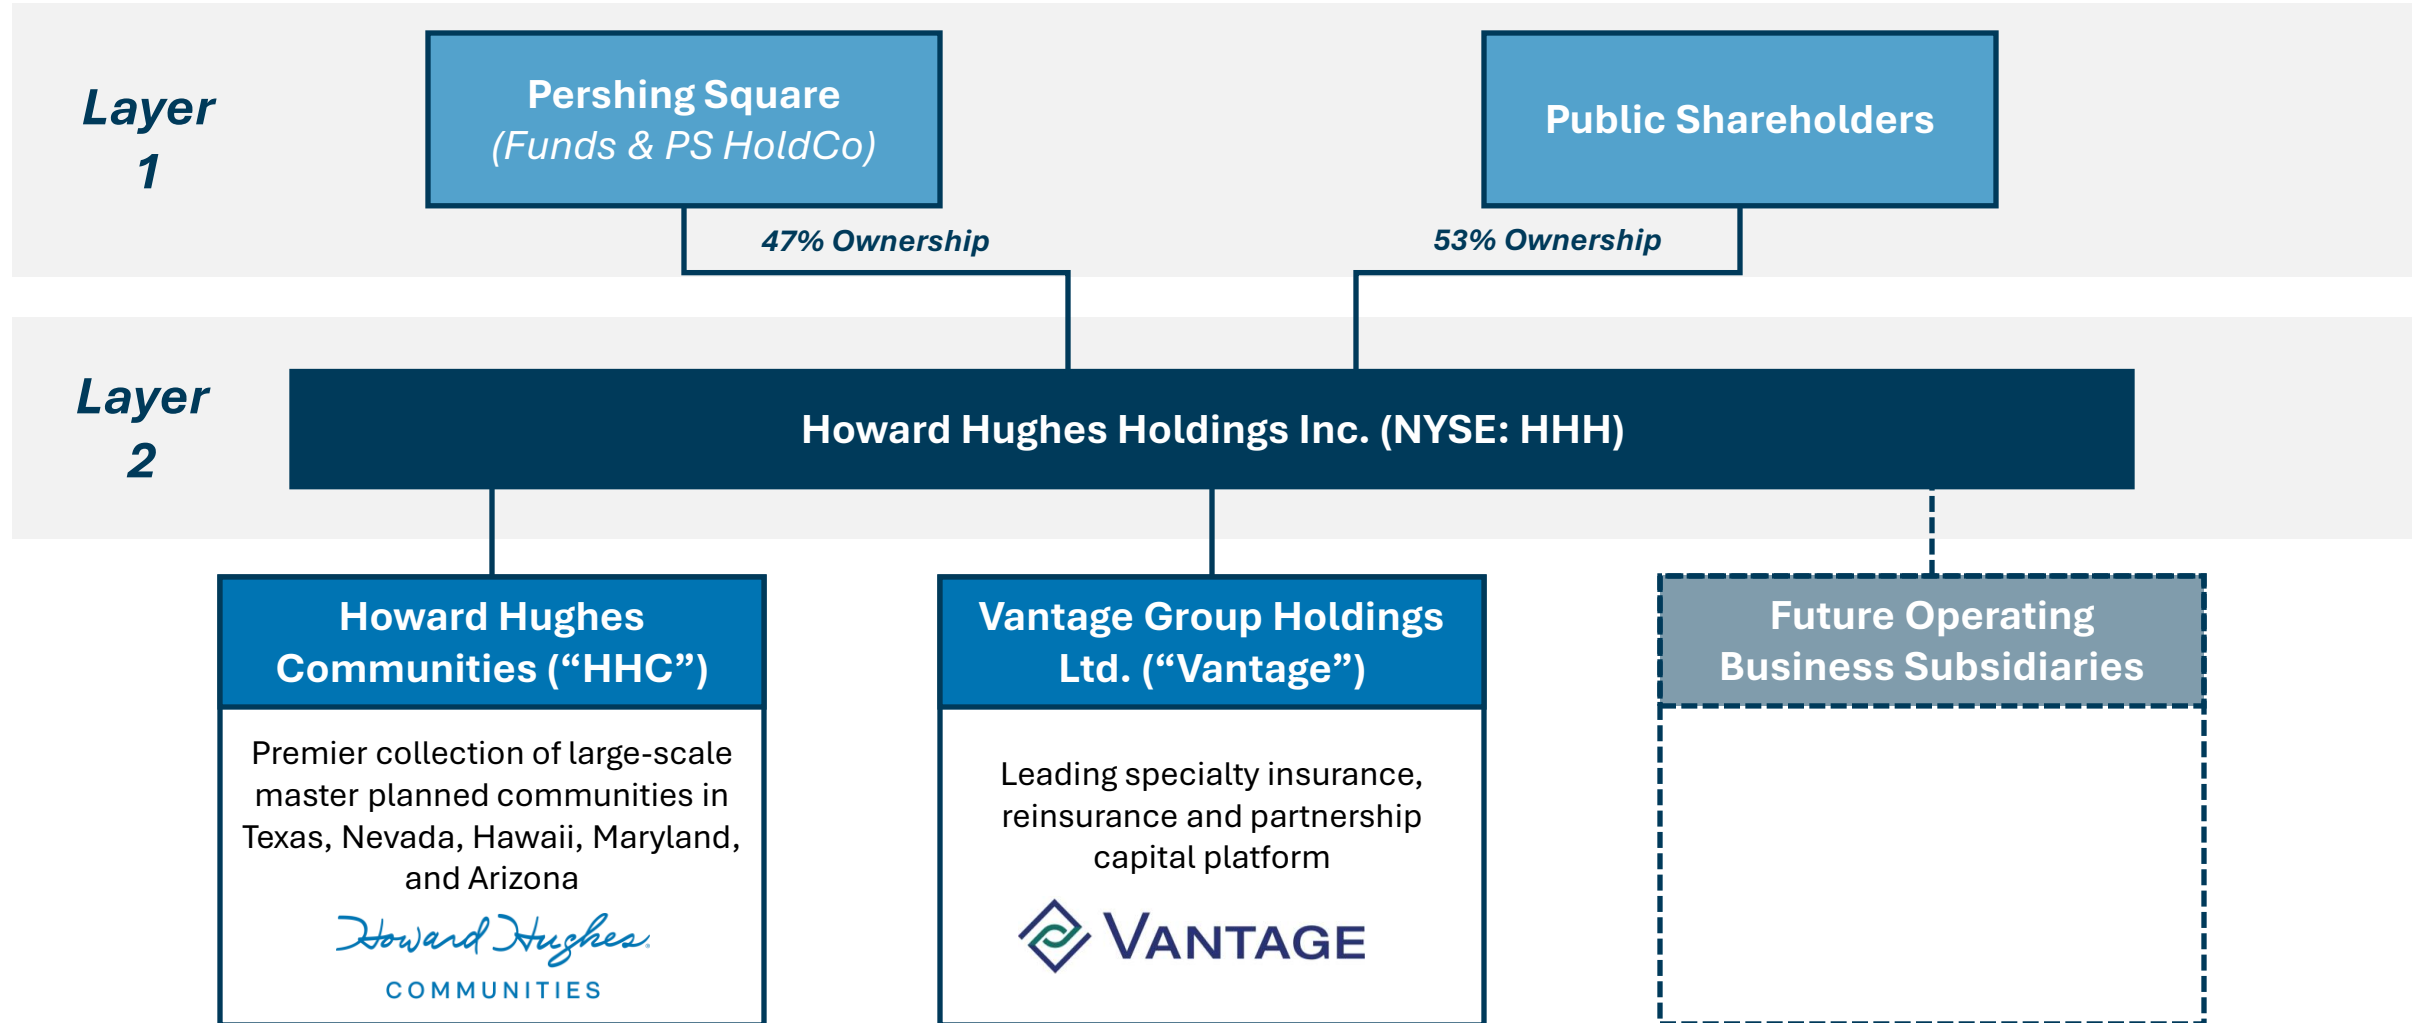 Layer
1
Pershing Square
(Funds & PS HoldCo)
Public Shareholders
47% Ownership
53% Ownership
Layer
2
Howard Hughes Holdings Inc. (NYSE: HHH)
Howard Hughes
Communities (“HHC”)
Premier collection of large-scale
master planned communities in
Texas, Nevada, Hawaii, Maryland,
and Arizona
Howard Hughes.
COMMUNITIES
Vantage Group Holdings
Ltd. (“Vantage”)
Leading specialty insurance,
reinsurance and partnership
capital platform
VANTAGE
Future Operating
Business Subsidiaries